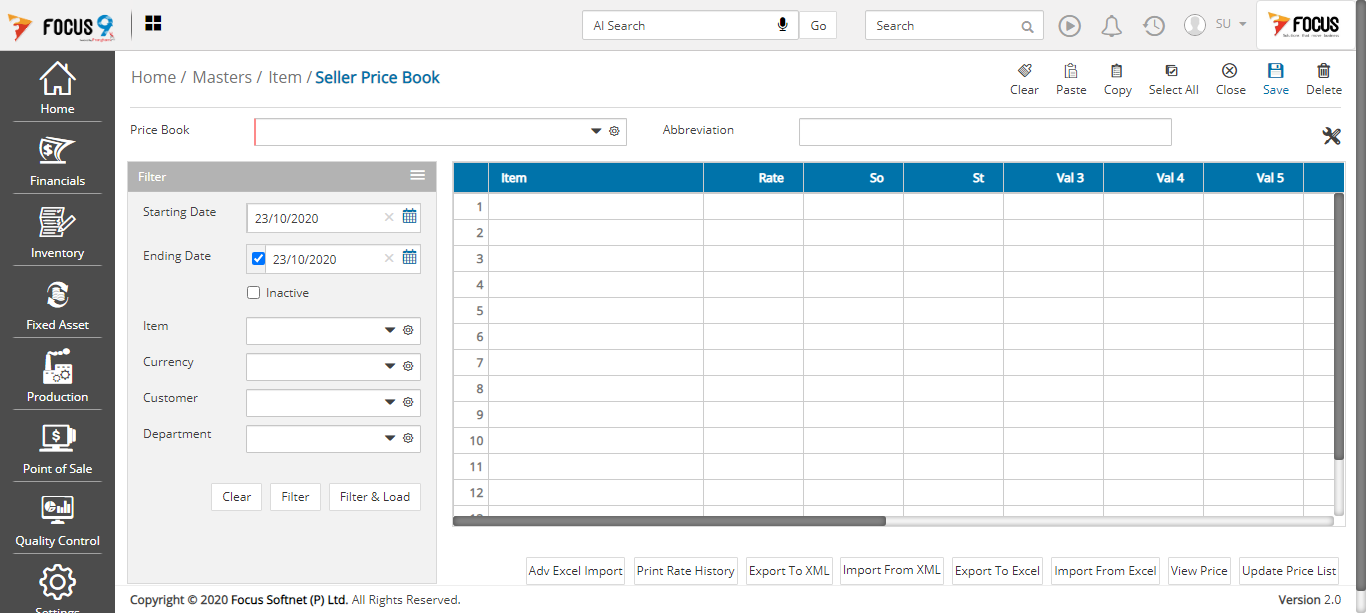 FOCUS 9
AI Search
Go
Search
SU
FOCUS
Home
Financials
Inventory
Fixed Asset
Production
Point of Sale
Quality Control
Settings
Home / Masters / Item / Seller Price Book
Clear
Paste
Copy
Select All
Close
Save
Delete
Price Book
Abbreviation
Filter
Starting Date
23/10/2020
Ending Date
23/10/2020
Inactive
Item
Currency
Customer
Department
Clear
Filter
Filter & Load
Item Rate So St Val 3 Val 4 Val 5
1
2
3
4
5
6
7
8
9
10
11
12
Adv Excel Import
Print Rate History
Export To XML
Import From XML
Export To Excel
Import From Excel
View Price
Update Price List
Copyright © 2020 Focus Softnet (P) Ltd. All Rights Reserved.
Version 2.0